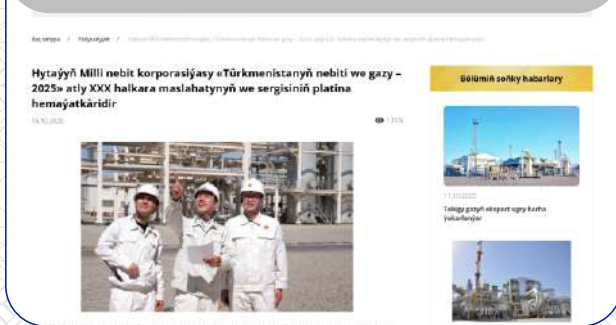 Hytaýyň Milli nebit korporasiýasy «Türkmenistanyň nebiti we gazy –
2025» atly XXX halkara maslahatynyň we sergisiniň platina
hemaýatkäridir
Bölümiň soňky habarlary
Tebigy gazyň eksport ugry barha
ýokarlanýar